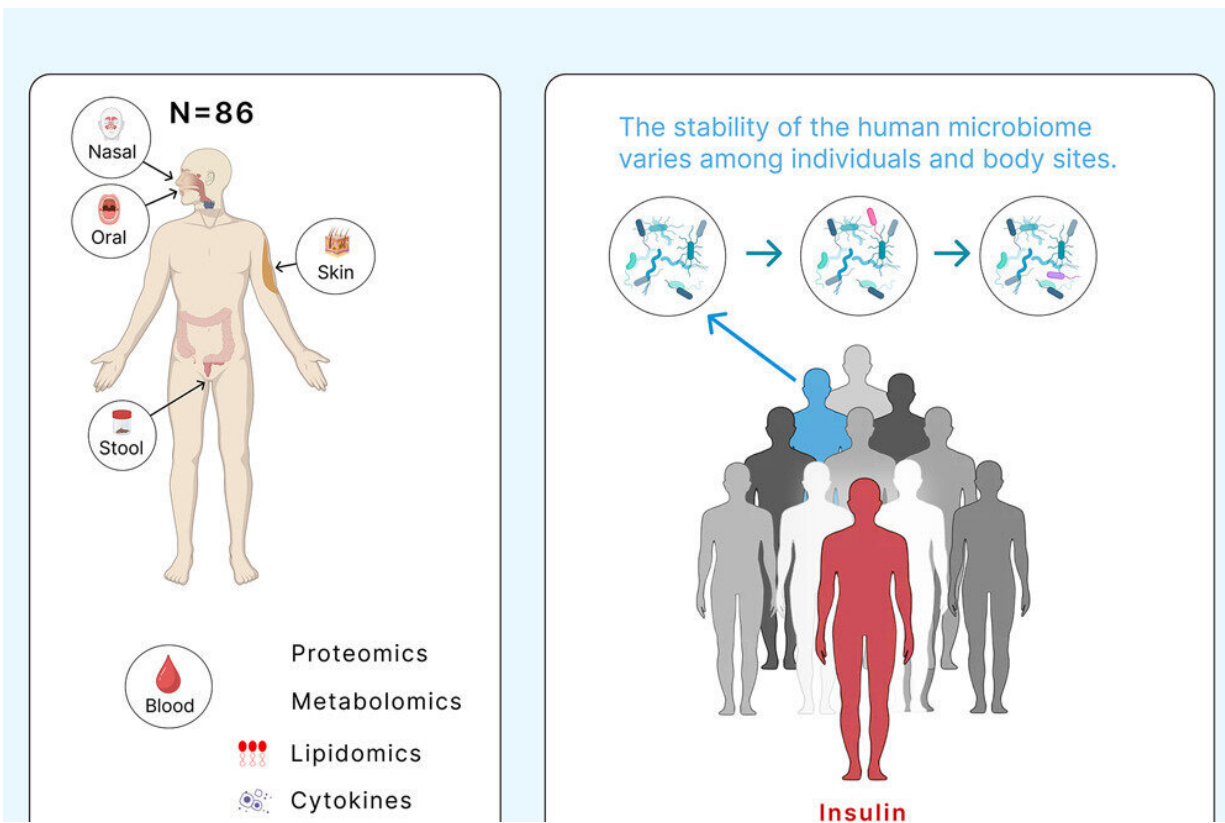 N=86
Nasal
Oral
Skin
Stool
Blood
Proteomics
Metabolomics
Lipidomics
Cytokines
The stability of the human microbiome
varies among individuals and body sites.
Insulin